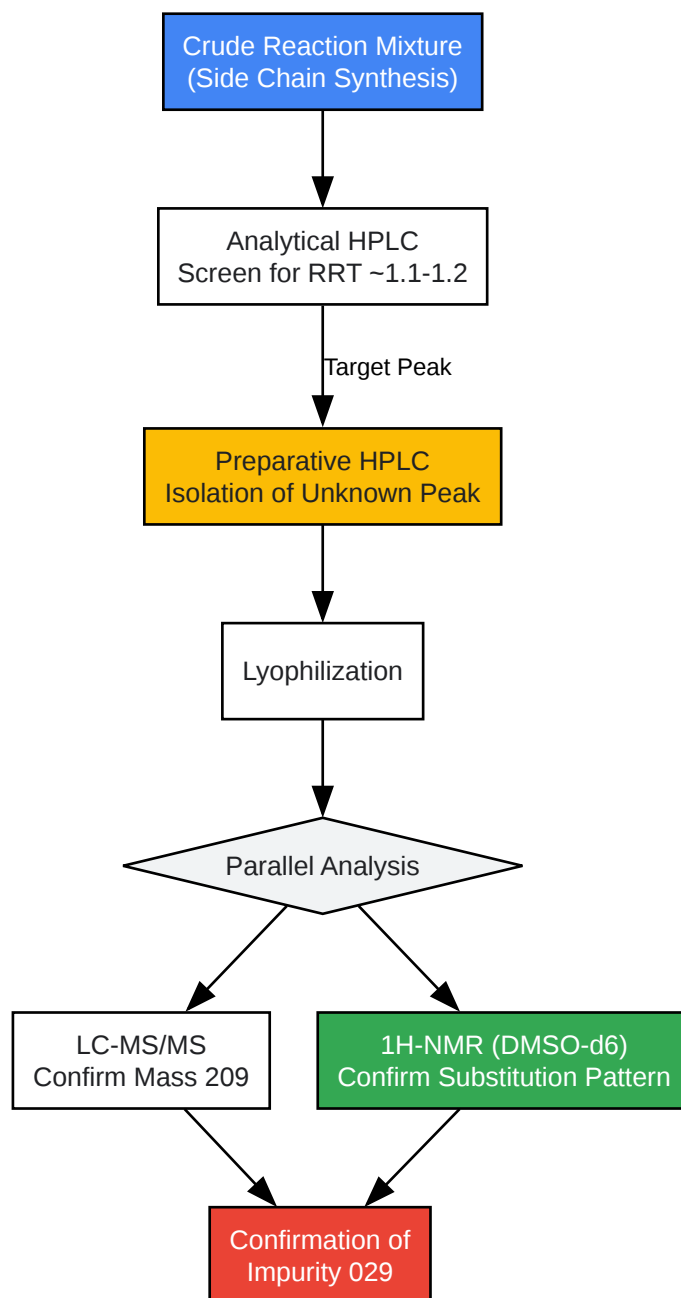 Crude Reaction Mixture
(Side Chain Synthesis)
Analytical HPLC
Screen for RRT ~1.1-1.2
Target Peak
Preparative HPLC
Isolation of Unknown Peak
Lyophilization
Parallel Analysis
LC-MS/MS
Confirm Mass 209
1H-NMR (DMSO-d6)
Confirm Substitution Pattern
Confirmation of
Impurity 029